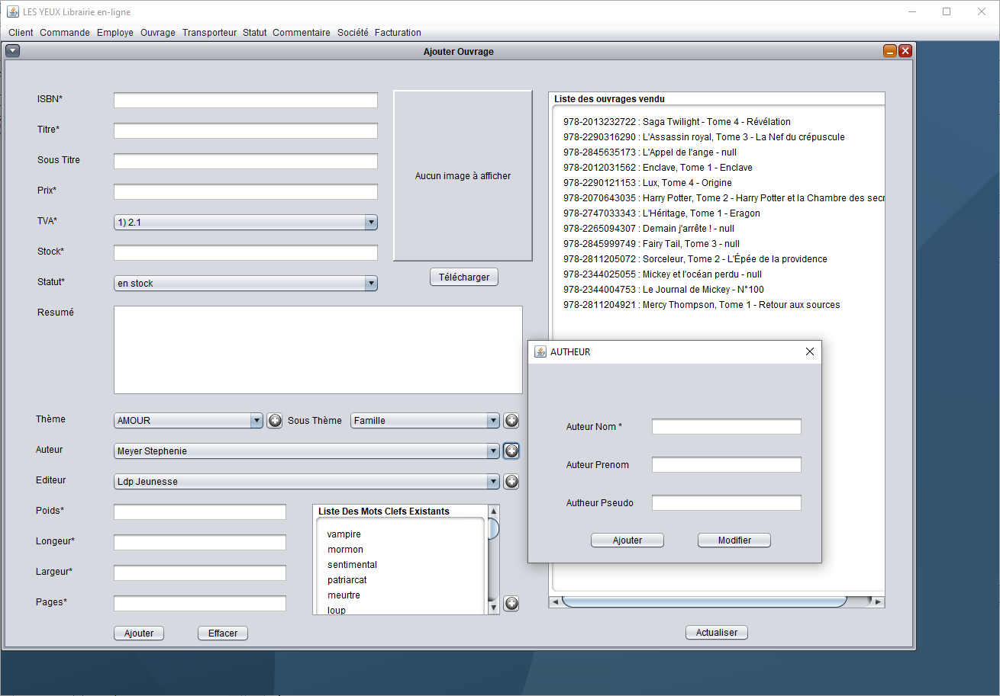 LES YEUX Librairie en-ligne
Client Commande Employe Ouvrage Transporteur Statut Commentaire Société Facturation
Ajouter Ouvrage
ISBN*
Titre*
Sous Titre
Prix*
TVA* 1) 2.1
Stock*
Statut* en stock
Resumé
Aucun image à afficher
Télécharger
Thème AMOUR Sous Thème Famille
Auteur Meyer Stephenie
Editeur Ldp Jeunesse
Poids*
Longeur*
Largeur*
Pages*
Liste Des Mots Clefs Existants
vampire
mormon
sentimental
patriarcat
meurtre
loup
Ajouter Effacer
Liste des ouvrages vendu
978-2013232722 : Saga Twilight - Tome 4 - Révélation
978-2290316290 : L'Assassin royal, Tome 3 - La Nef du crépuscule
978-2845635173 : L'Appel de l'ange - null
978-2012031562 : Enclave, Tome 1 - Enclave
978-2290121153 : Lux, Tome 4 - Origine
978-2070643035 : Harry Potter, Tome 2 - Harry Potter et la Chambre des secr
978-2747033343 : L'Héritage, Tome 1 - Eragon
978-2265094307 : Demain j'arrête ! - null
978-2845999749 : Fairy Tail, Tome 3 - null
978-2811205072 : Sorceleur, Tome 2 - L'Épée de la providence
978-2344025055 : Mickey et l'océan perdu - null
978-2344004753 : Le Journal de Mickey - N°100
978-2811204921 : Mercy Thompson, Tome 1 - Retour aux sources
AUTHEUR
Auteur Nom *
Auteur Prenom
Autheur Pseudo
Ajouter Modifier
Actualiser